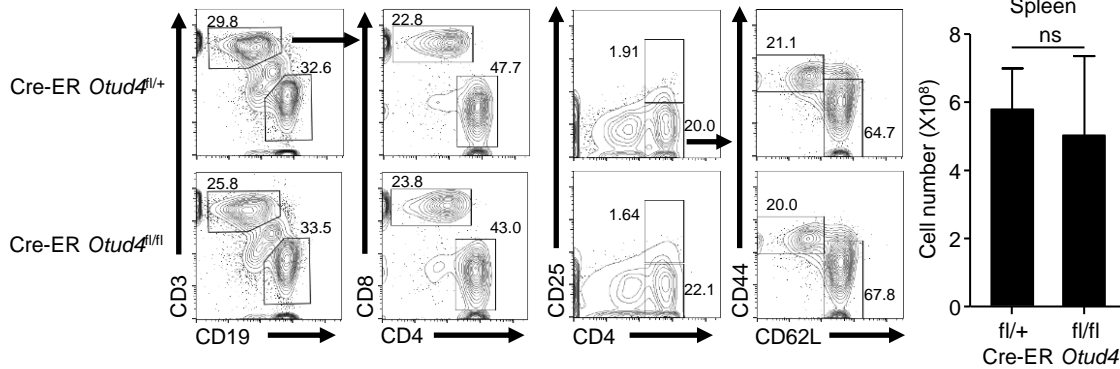 Spleen
29.8
22.8
8
ns
21.1
1.91
32.6
47.7
Cre-ER Otud4fl/+
6
20.0
64.7
Cell number (X10⁸)
4
25.8
23.8
20.0
1.64
33.5
43.0
Cre-ER Otud4fl/fl
2
22.1
67.8
CD3
CD8
CD25
CD44
0
CD19
CD4
CD4
CD62L
fl/+
fl/fl
Cre-ER Otud4